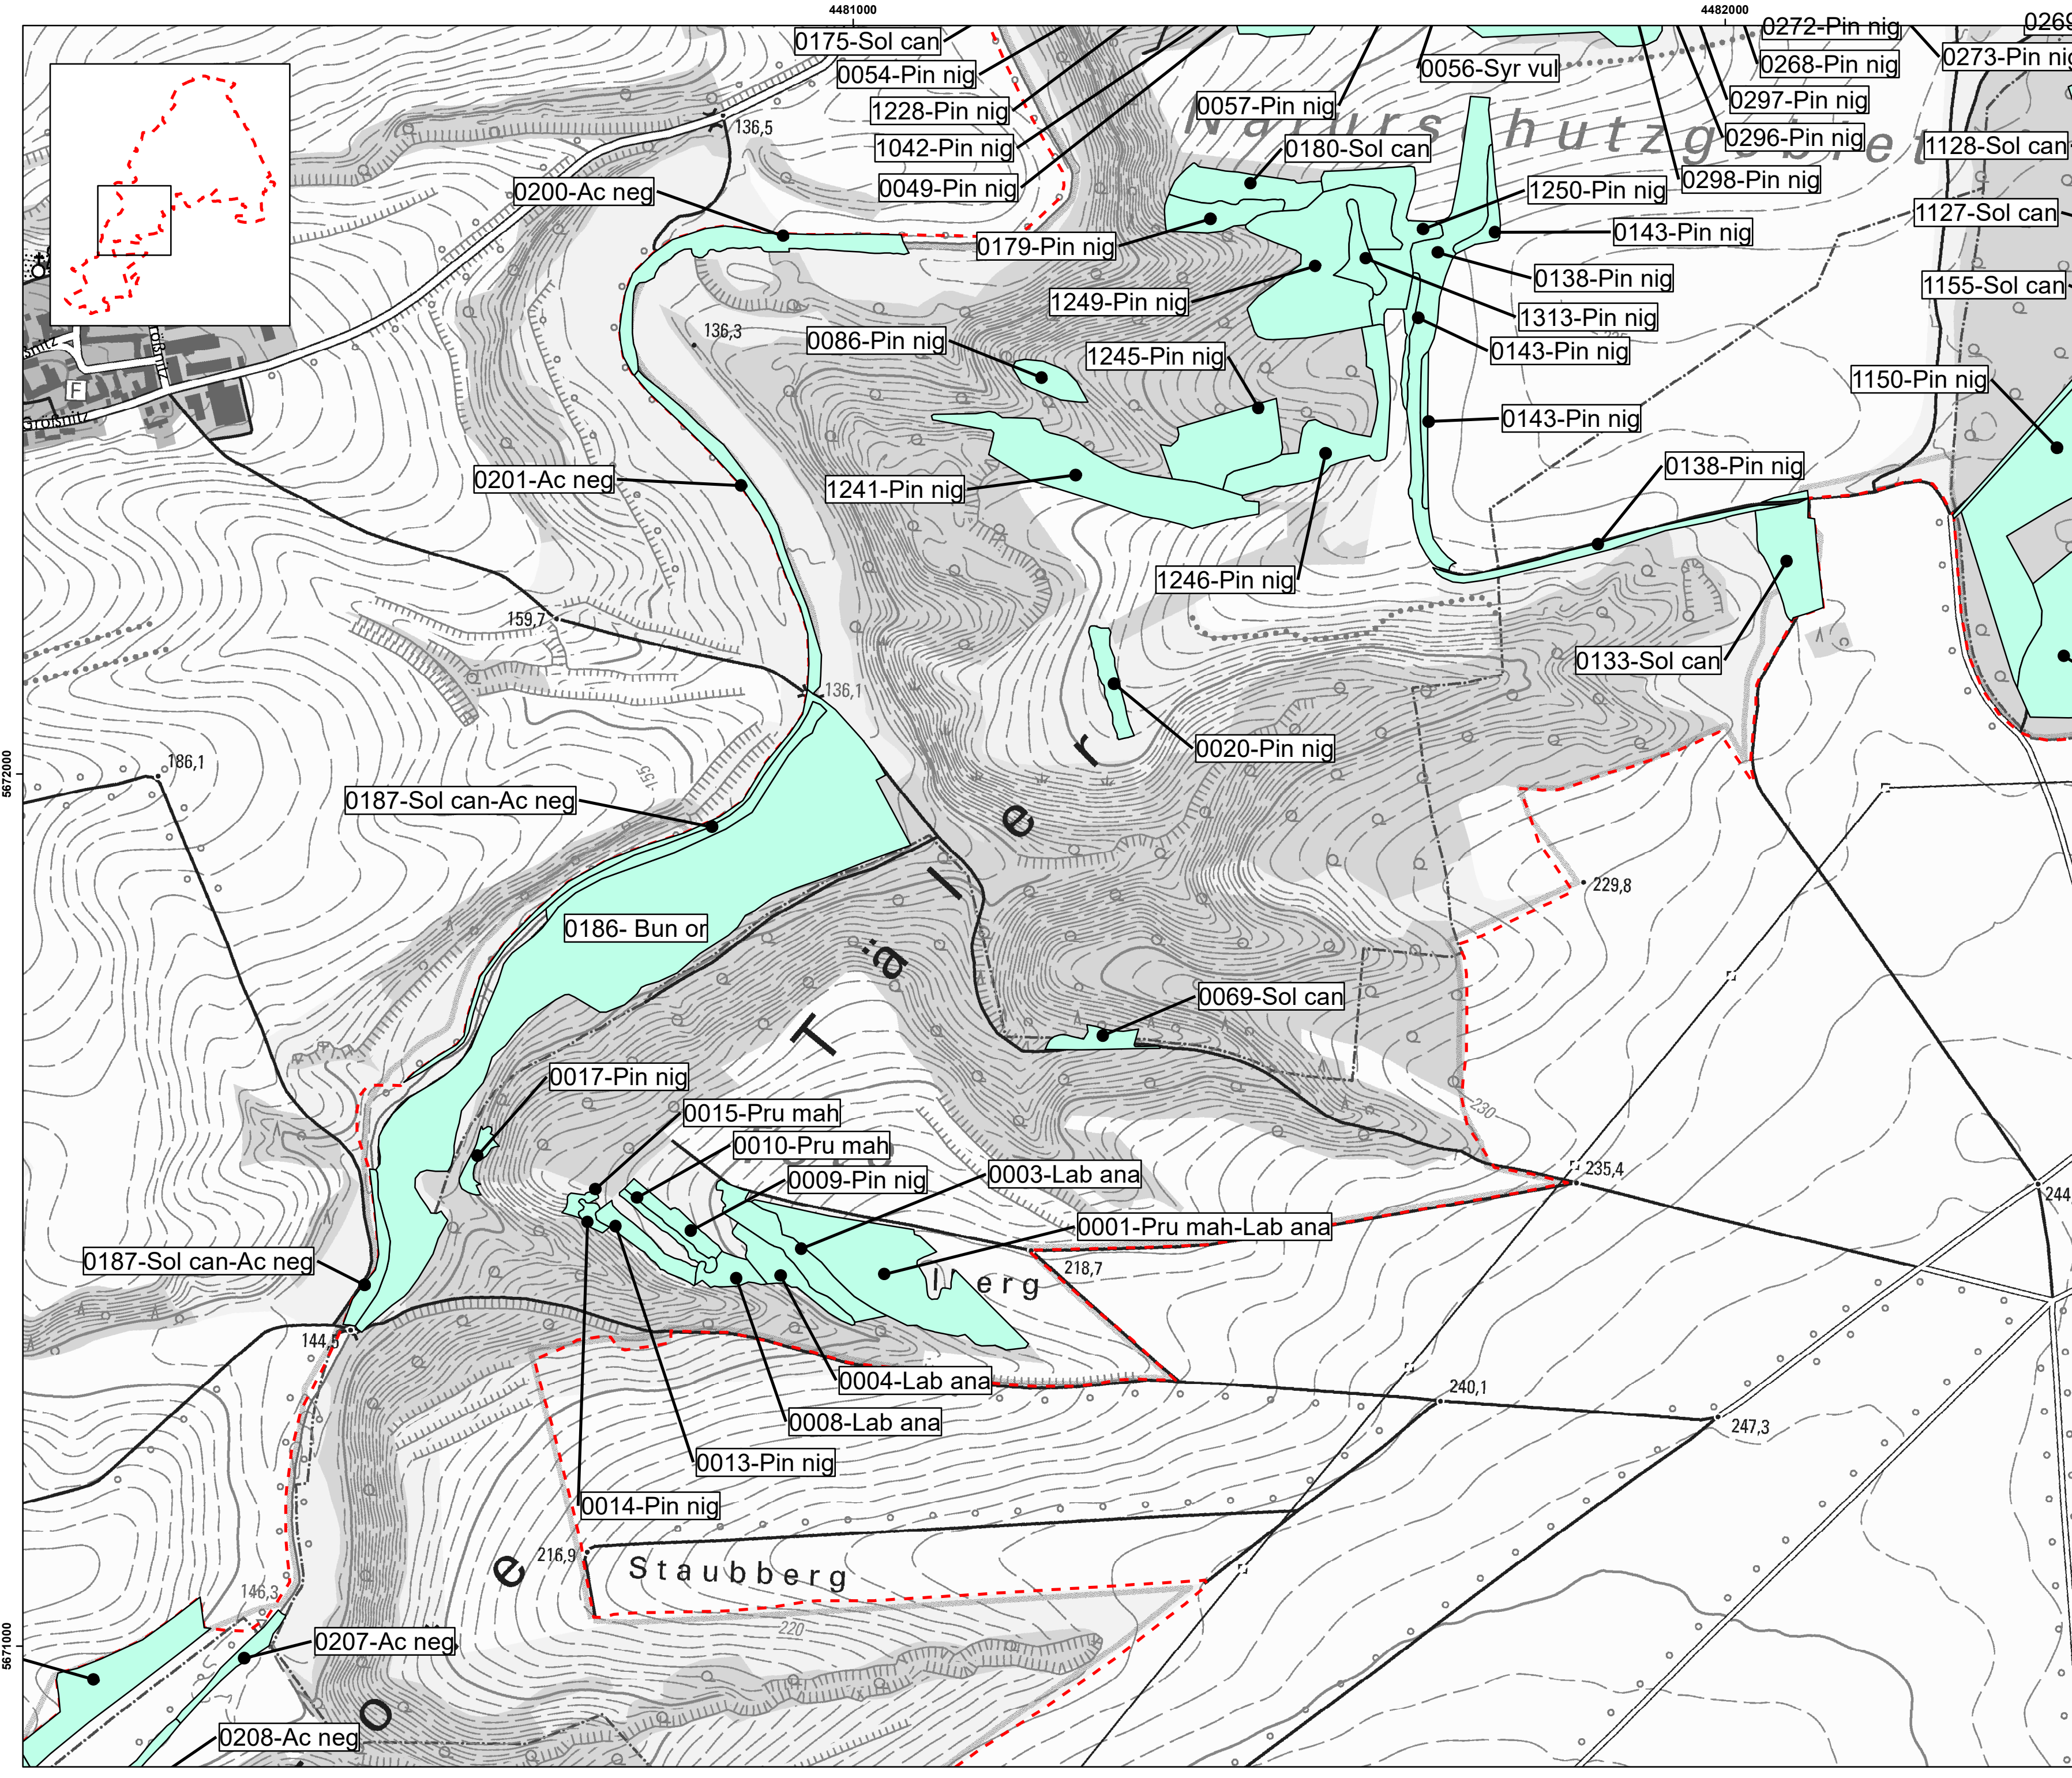 4481000
4482000
0175-Sol can
0272-Pin nig
0269
0054-Pin nig
0056-Syr vul
0268-Pin nig
0273-Pin nig
1228-Pin nig
0057-Pin nig
0297-Pin nig
136,5
Naturschutzgebiet
1042-Pin nig
0180-Sol can
0296-Pin nig
1128-Sol can
0049-Pin nig
0298-Pin nig
0200-Ac neg
1250-Pin nig
1127-Sol can
0179-Pin nig
0143-Pin nig
0138-Pin nig
1155-Sol can
1249-Pin nig
1313-Pin nig
136,3
0086-Pin nig
1245-Pin nig
0143-Pin nig
F
Größnitz
1150-Pin nig
0143-Pin nig
0201-Ac neg
1241-Pin nig
0138-Pin nig
1246-Pin nig
159,7
0133-Sol can
136,1
0020-Pin nig
186,1
155
5672000
0187-Sol can-Ac neg
r
e
l
ä
T
229,8
0186- Bun or
0069-Sol can
0017-Pin nig
0015-Pru mah
230
0010-Pru mah
0009-Pin nig
0003-Lab ana
235,4
244
0001-Pru mah-Lab ana
0187-Sol can-Ac neg
218,7
berg
144,5
0004-Lab ana
240,1
0008-Lab ana
247,3
0013-Pin nig
0014-Pin nig
216,9
e
Staubberg
146,3
220
5671000
0207-Ac neg
o
0208-Ac neg